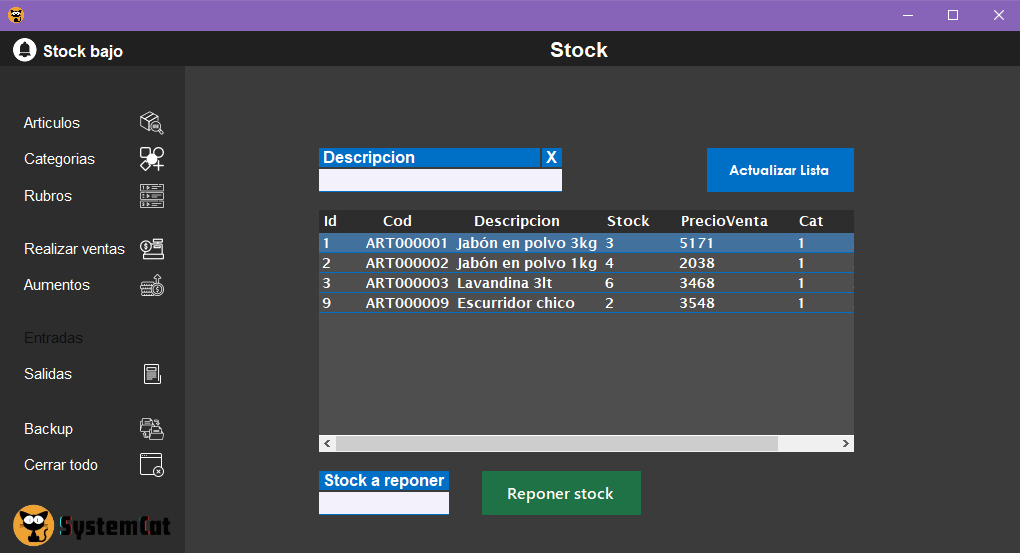 Stock bajo
Stock
Articulos
Categorias
Rubros
Realizar ventas
Aumentos
Entradas
Salidas
Backup
Cerrar todo
SystemCat
Descripcion X
Actualizar Lista
Id Cod Descripcion Stock PrecioVenta Cat
1 ART000001 Jabón en polvo 3kg 3 5171 1
2 ART000002 Jabón en polvo 1kg 4 2038 1
3 ART000003 Lavandina 3lt 6 3468 1
9 ART000009 Escurridor chico 2 3548 1
Stock a reponer
Reponer stock